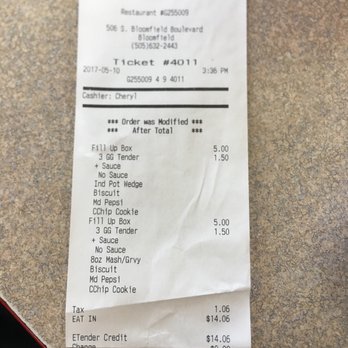 Restaurant #G255009
506 S. Bloomfield Boulevard
Bloomfield
(505)632-2443
Ticket #4011
2017-05-10 3:36 PM
G255009 4 9 4011
Cashier: Cheryl
*** Order was Modified ***
*** After Total ***
Fill Up Box 5.00
3 GG Tender 1.50
+ Sauce
No Sauce
Ind Pot Wedge
Biscuit
Md Pepsi
CChip Cookie
Fill Up Box 5.00
3 GG Tender 1.50
+ Sauce
No Sauce
8oz Mash/Grvy
Biscuit
Md Pepsi
CChip Cookie
Tax 1.06
EAT IN $14.06
ETender Credit $14.06
Change $0.00